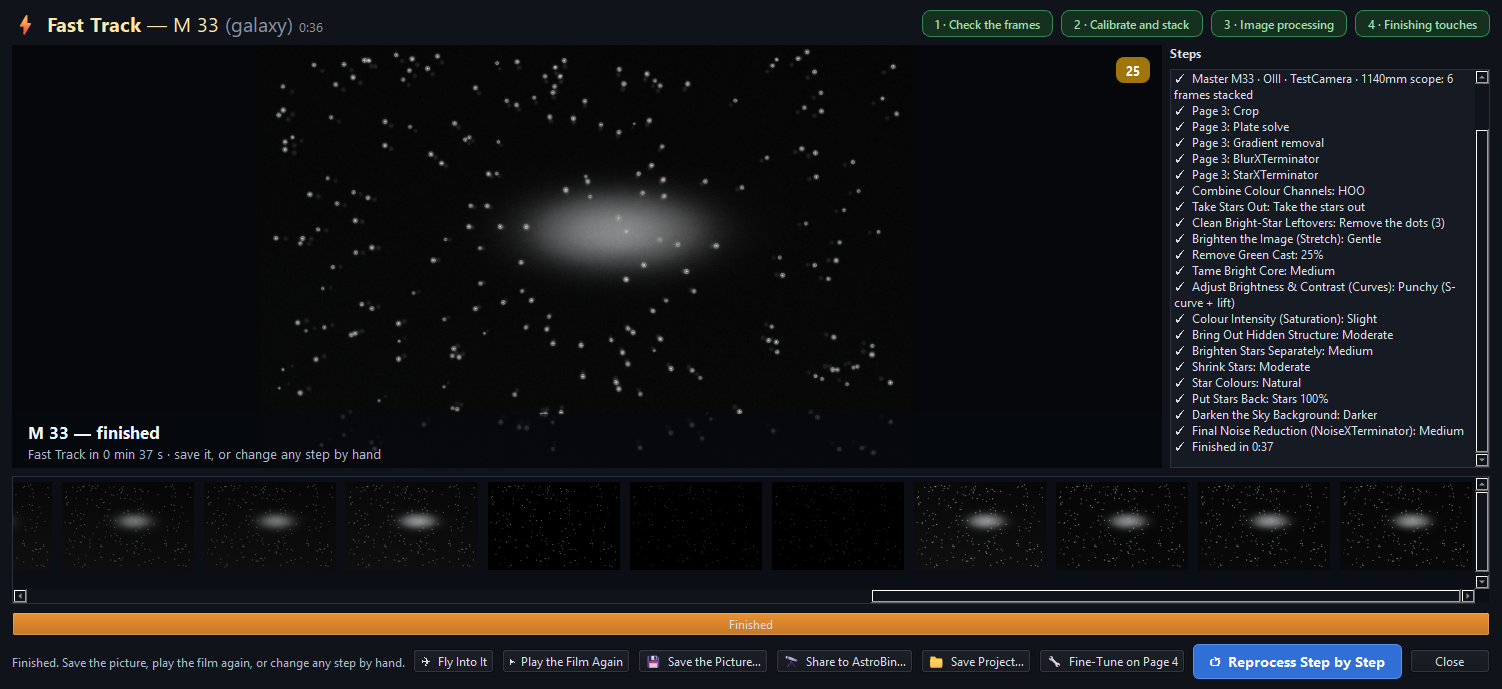 Fast Track — M 33 (galaxy) 0:36
1 · Check the frames
2 · Calibrate and stack
3 · Image processing
4 · Finishing touches
25
M 33 — finished
Fast Track in 0 min 37 s · save it, or change any step by hand
Steps
✓ Master M33 · OIII · TestCamera · 1140mm scope: 6
frames stacked
✓ Page 3: Crop
✓ Page 3: Plate solve
✓ Page 3: Gradient removal
✓ Page 3: BlurXTerminator
✓ Page 3: StarXTerminator
✓ Combine Colour Channels: HOO
✓ Take Stars Out: Take the stars out
✓ Clean Bright-Star Leftovers: Remove the dots (3)
✓ Brighten the Image (Stretch): Gentle
✓ Remove Green Cast: 25%
✓ Tame Bright Core: Medium
✓ Adjust Brightness & Contrast (Curves): Punchy (S-
curve + lift)
✓ Colour Intensity (Saturation): Slight
✓ Bring Out Hidden Structure: Moderate
✓ Brighten Stars Separately: Medium
✓ Shrink Stars: Moderate
✓ Star Colours: Natural
✓ Put Stars Back: Stars 100%
✓ Darken the Sky Background: Darker
✓ Final Noise Reduction (NoiseXTerminator): Medium
✓ Finished in 0:37
Finished
Finished. Save the picture, play the film again, or change any step by hand.
Fly Into It
Play the Film Again
Save the Picture...
Share to AstroBin...
Save Project...
Fine-Tune on Page 4
Reprocess Step by Step
Close